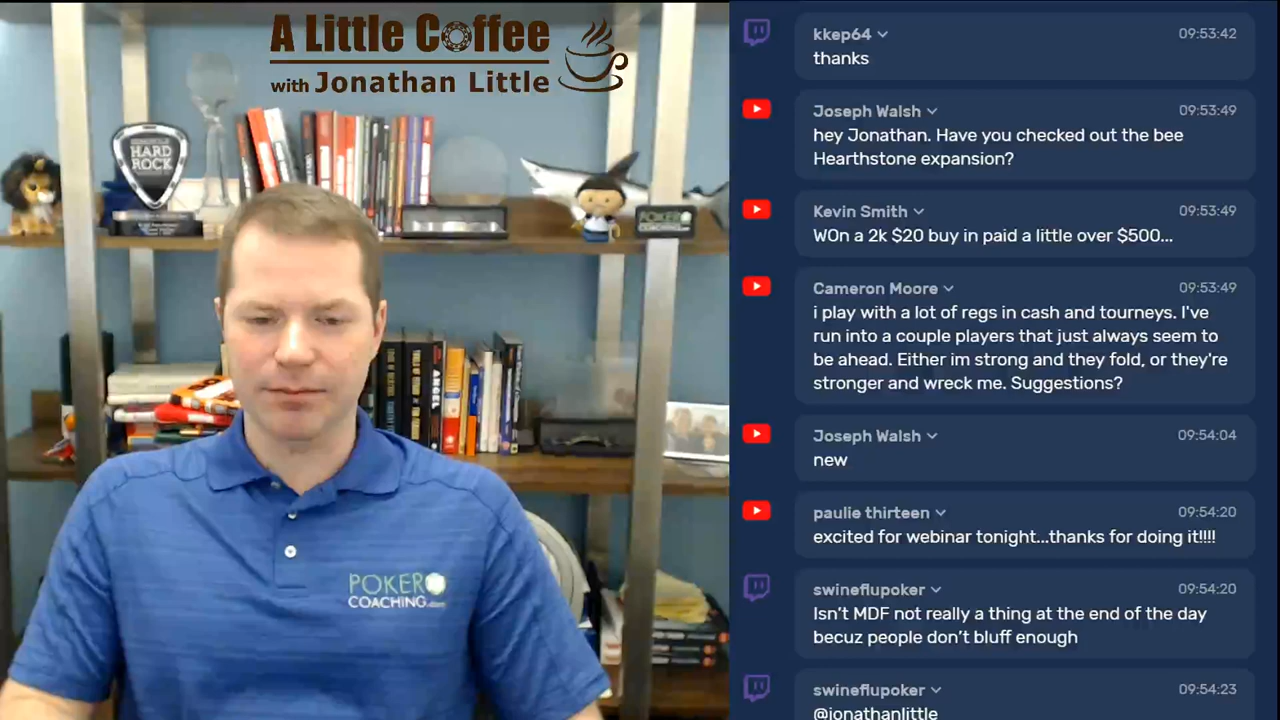 A Little Coffee
with Jonathan Little
HARD
ROCK
POKER
COACHING
ANGEL
POKER
COACHING.com
kkep64
09:53:42
thanks
Joseph Walsh
09:53:49
hey Jonathan. Have you checked out the bee
Hearthstone expansion?
Kevin Smith
09:53:49
WOn a 2k $20 buy in paid a little over $500...
Cameron Moore
09:53:49
i play with a lot of regs in cash and tourneys. I've
run into a couple players that just always seem to
be ahead. Either im strong and they fold, or they're
stronger and wreck me. Suggestions?
Joseph Walsh
09:54:04
new
paulie thirteen
09:54:20
excited for webinar tonight...thanks for doing it!!!!
swineflupoker
09:54:20
Isn’t MDF not really a thing at the end of the day
becuz people don’t bluff enough
swineflupoker
09:54:23
@jonathanlittle